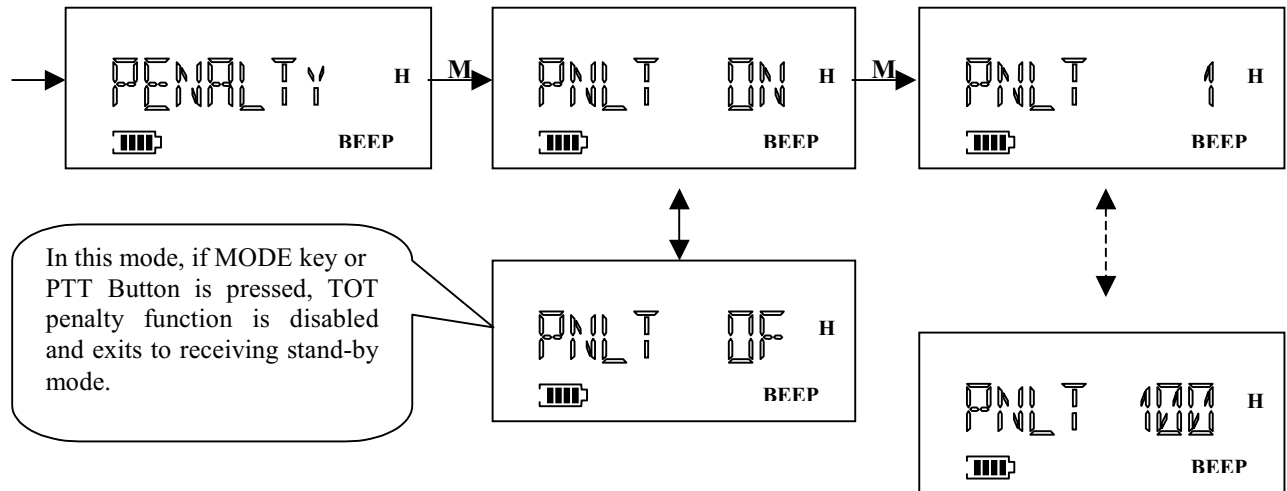 PENALTY H
BEEP
M
PNLT ON H
BEEP
M
PNLT 1 H
BEEP
In this mode, if MODE key or
PTT Button is pressed, TOT
penalty function is disabled
and exits to receiving stand-by
mode.
PNLT OF H
BEEP
PNLT 100 H
BEEP